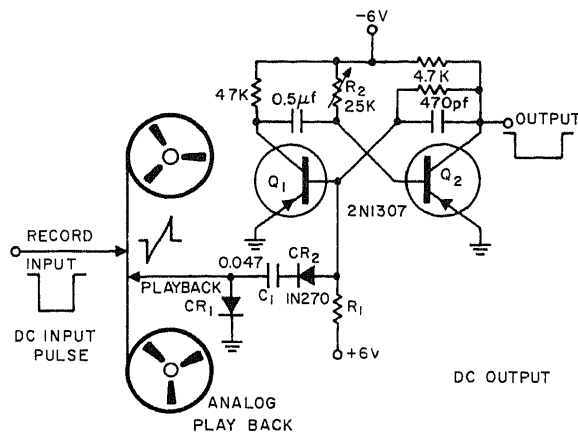 -6V
4.7K
47K
0.5µf
R2
25K
470pf
OUTPUT
Q1
Q2
2N1307
RECORD
INPUT
DC INPUT
PULSE
PLAYBACK
0.047
C1
CR2
1N270
CR1
R1
+6V
DC OUTPUT
ANALOG
PLAY BACK